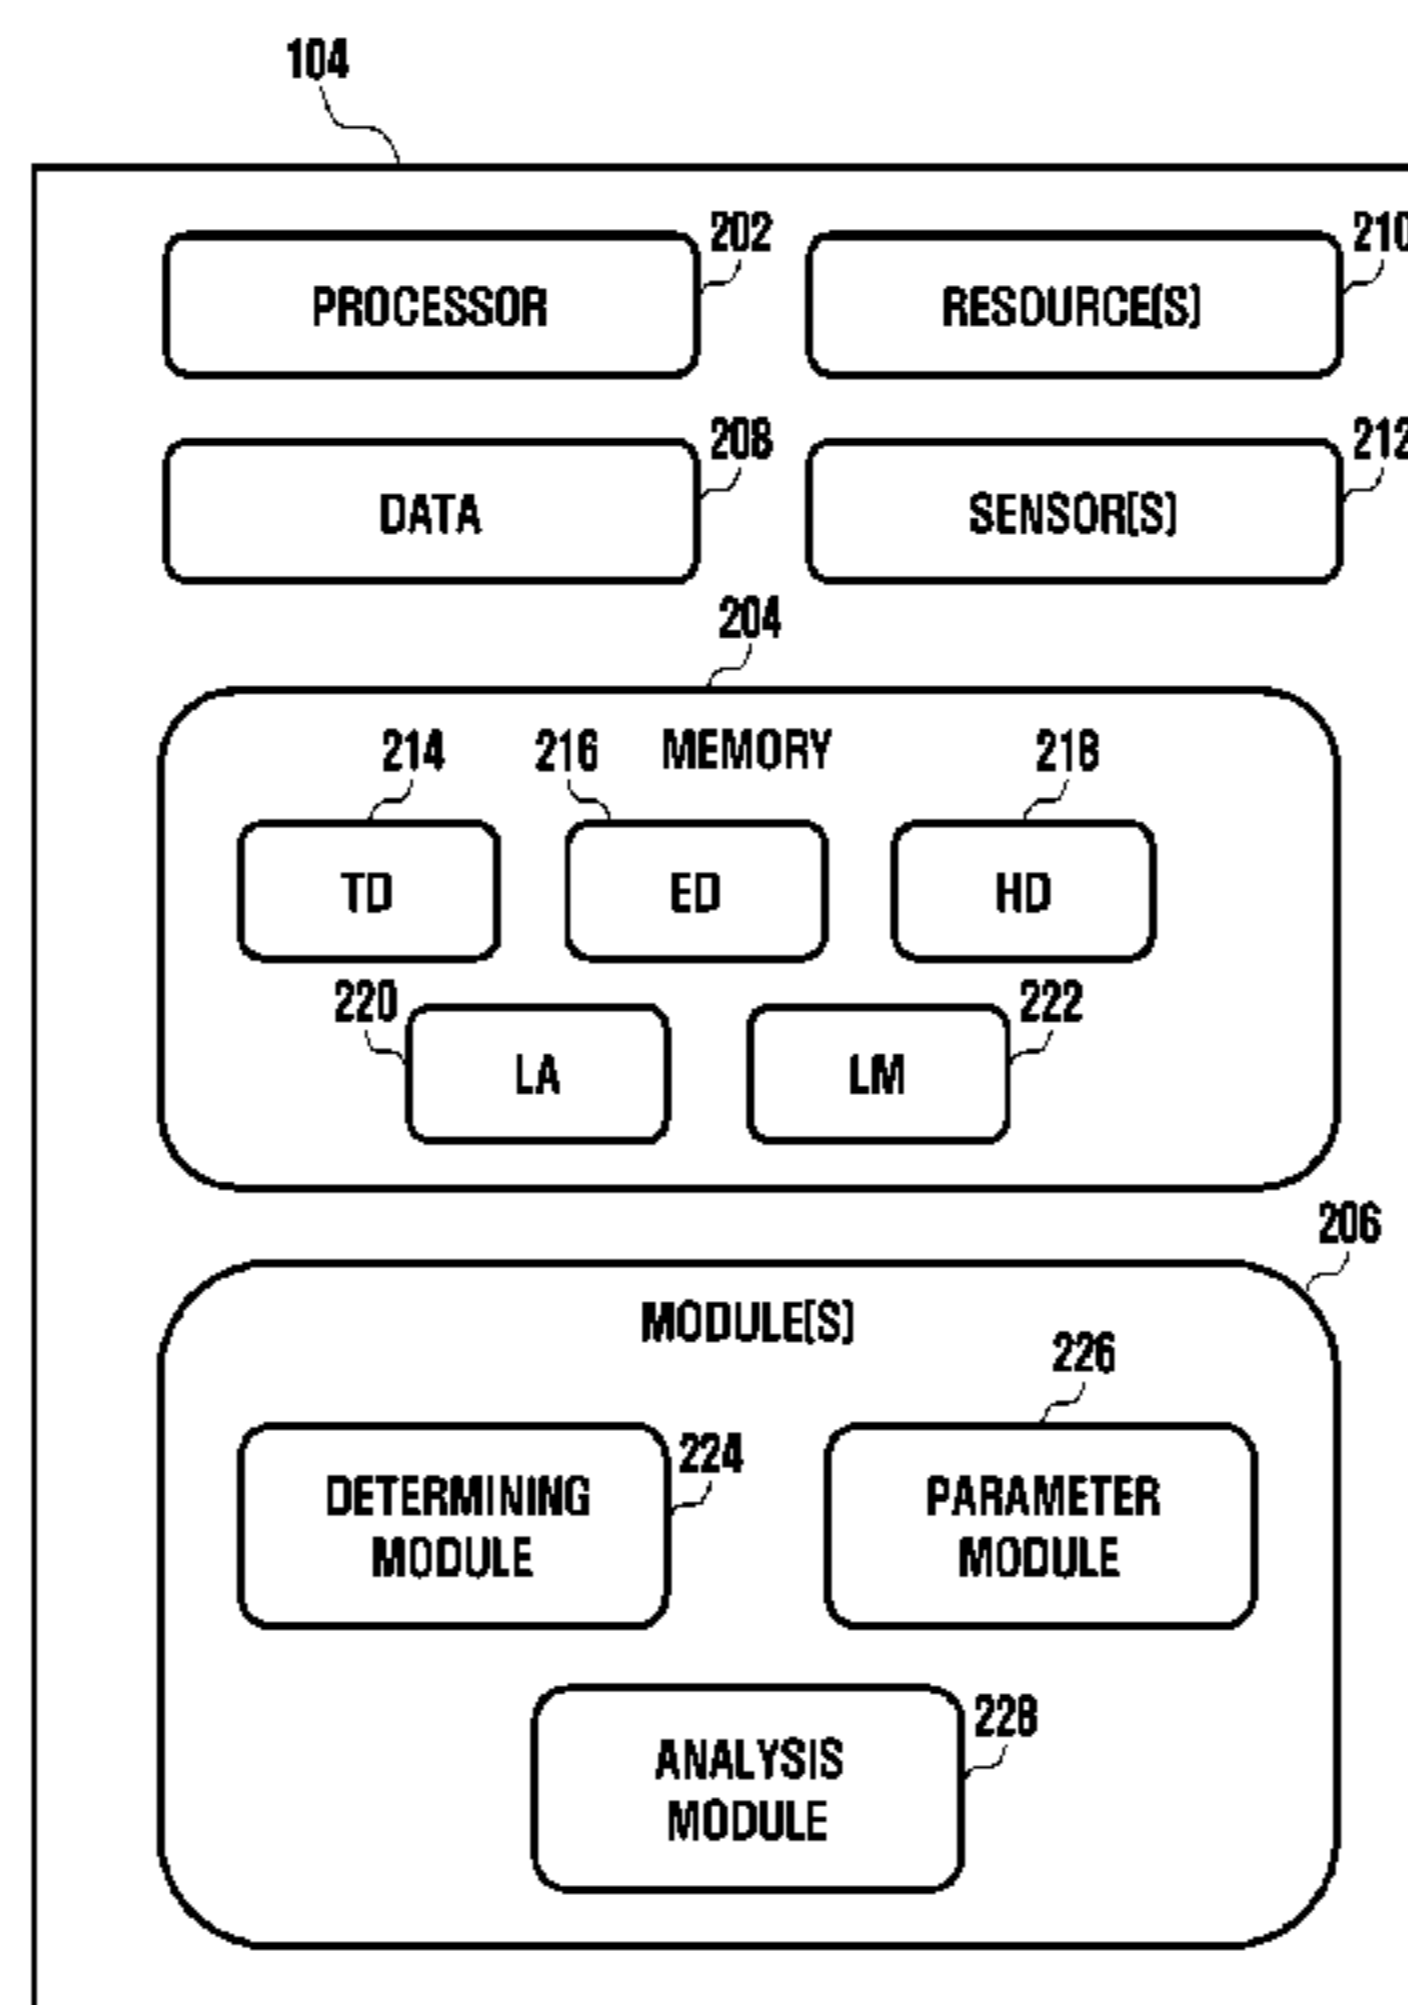 104
202
210
PROCESSOR
RESOURCE(S)
208
212
DATA
SENSOR(S)
204
MEMORY
214
216
218
TD
ED
HD
220
222
LA
LM
206
MODULE(S)
226
224
DETERMINING
MODULE
PARAMETER
MODULE
228
ANALYSIS
MODULE